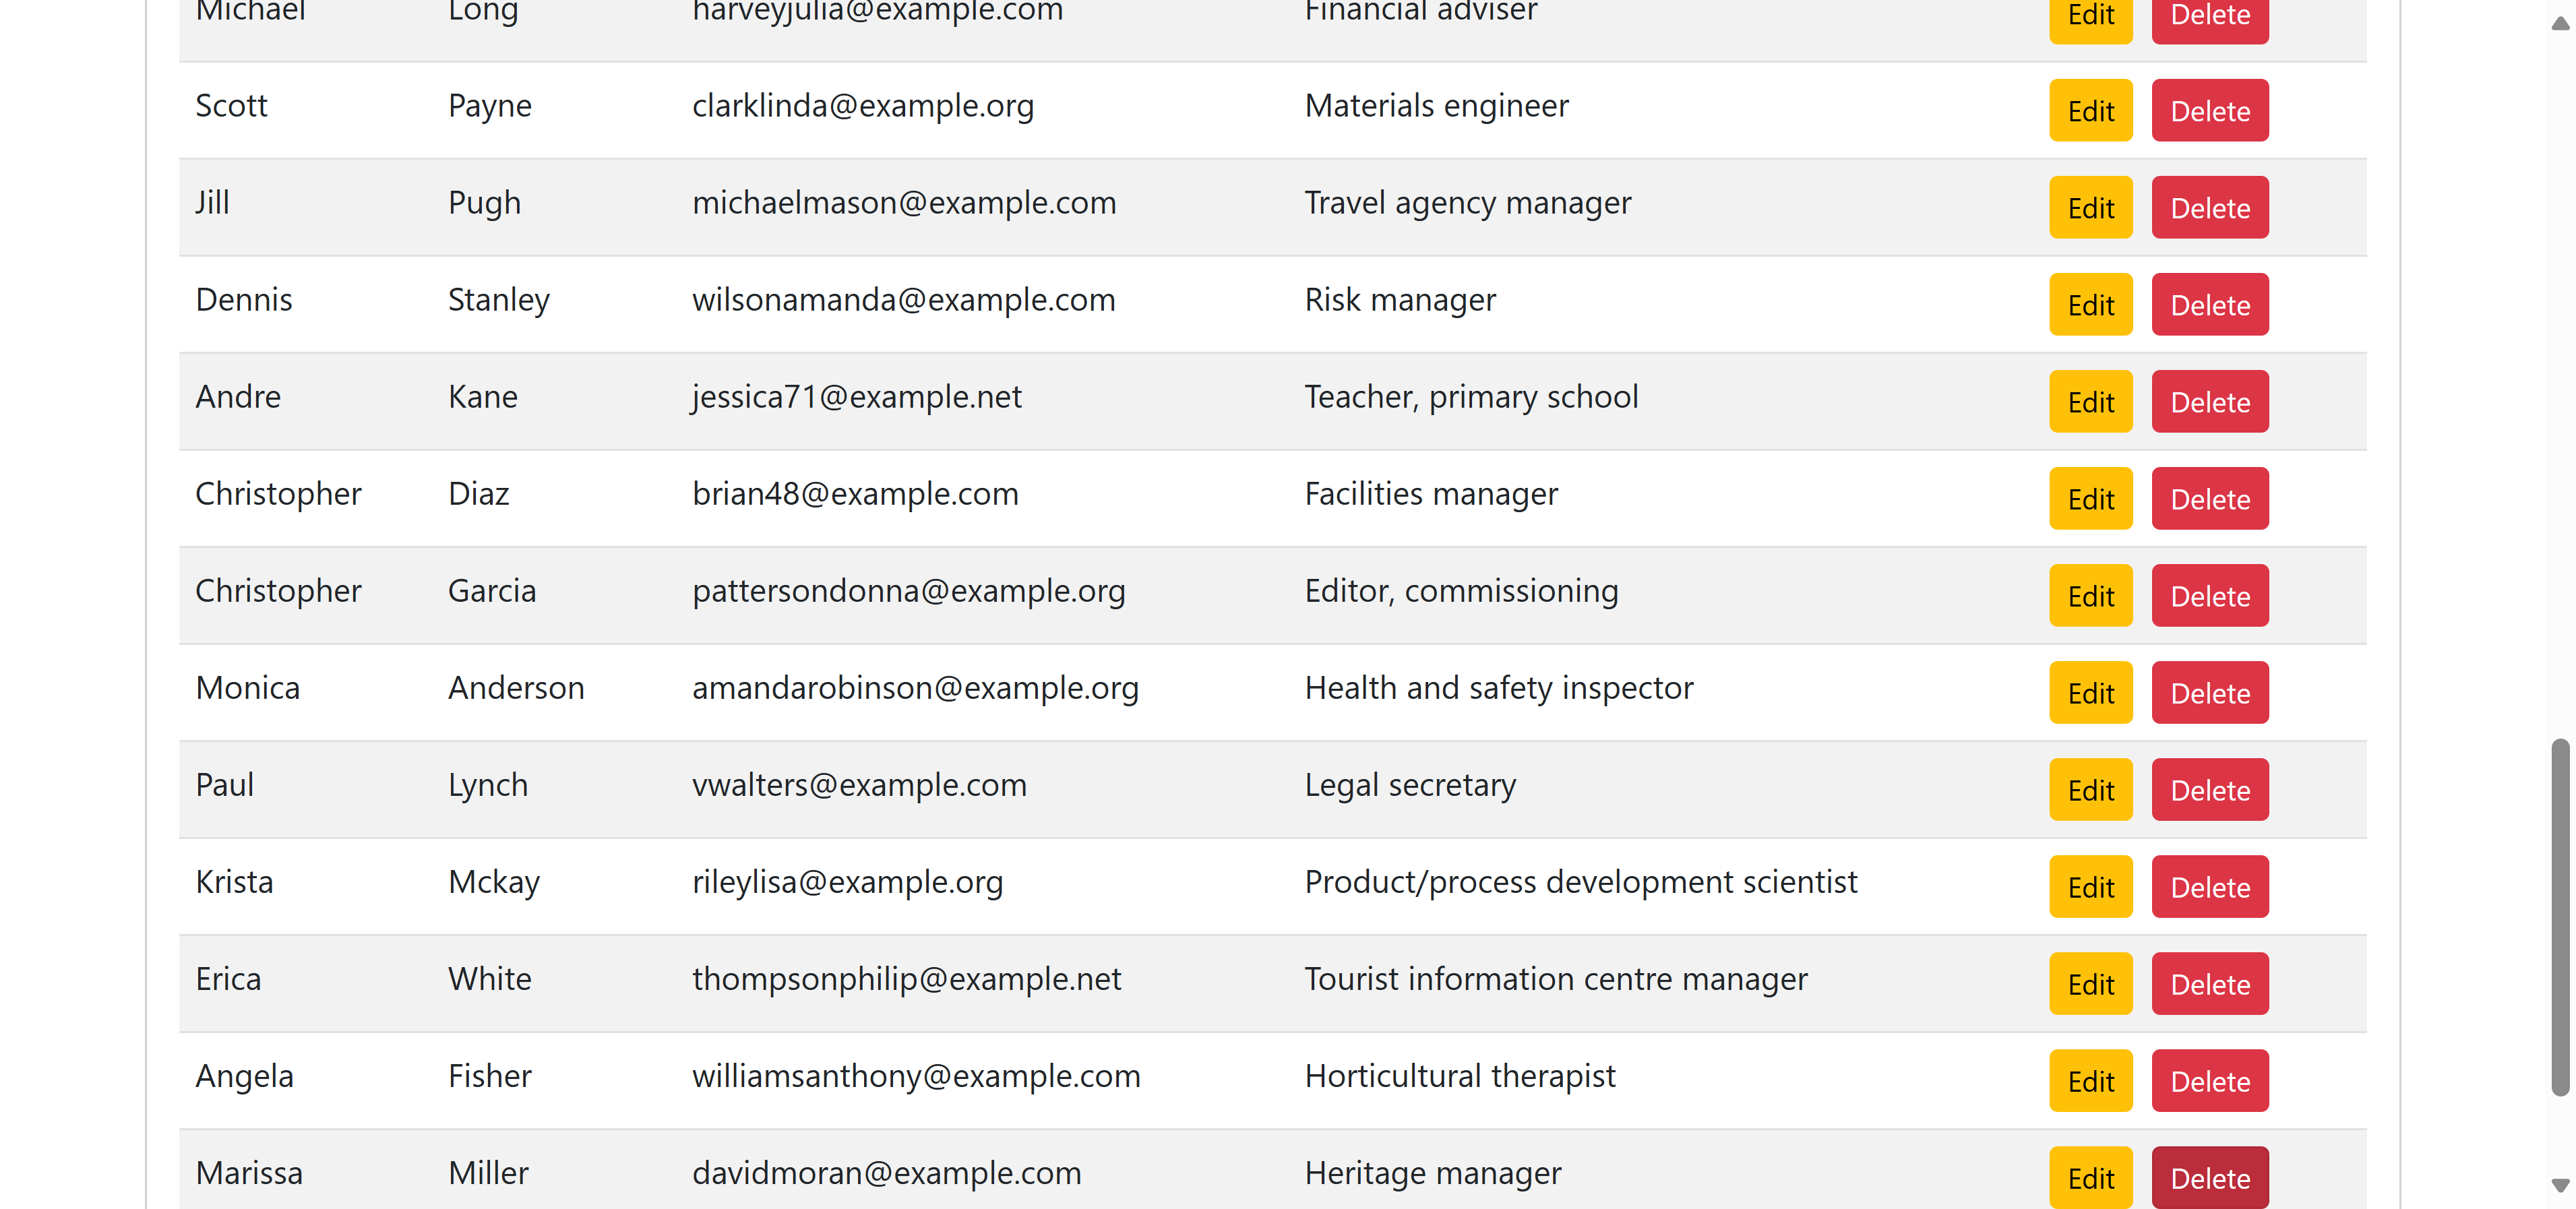 Michael Long harveyjulia@example.com Financial adviser Edit Delete
Scott Payne clarklinda@example.org Materials engineer Edit Delete
Jill Pugh michaelmason@example.com Travel agency manager Edit Delete
Dennis Stanley wilsonamanda@example.com Risk manager Edit Delete
Andre Kane jessica71@example.net Teacher, primary school Edit Delete
Christopher Diaz brian48@example.com Facilities manager Edit Delete
Christopher Garcia pattersondonna@example.org Editor, commissioning Edit Delete
Monica Anderson amandarobinson@example.org Health and safety inspector Edit Delete
Paul Lynch vwalters@example.com Legal secretary Edit Delete
Krista Mckay rileylisa@example.org Product/process development scientist Edit Delete
Erica White thompsonphilip@example.net Tourist information centre manager Edit Delete
Angela Fisher williamsanthony@example.com Horticultural therapist Edit Delete
Marissa Miller davidmoran@example.com Heritage manager Edit Delete